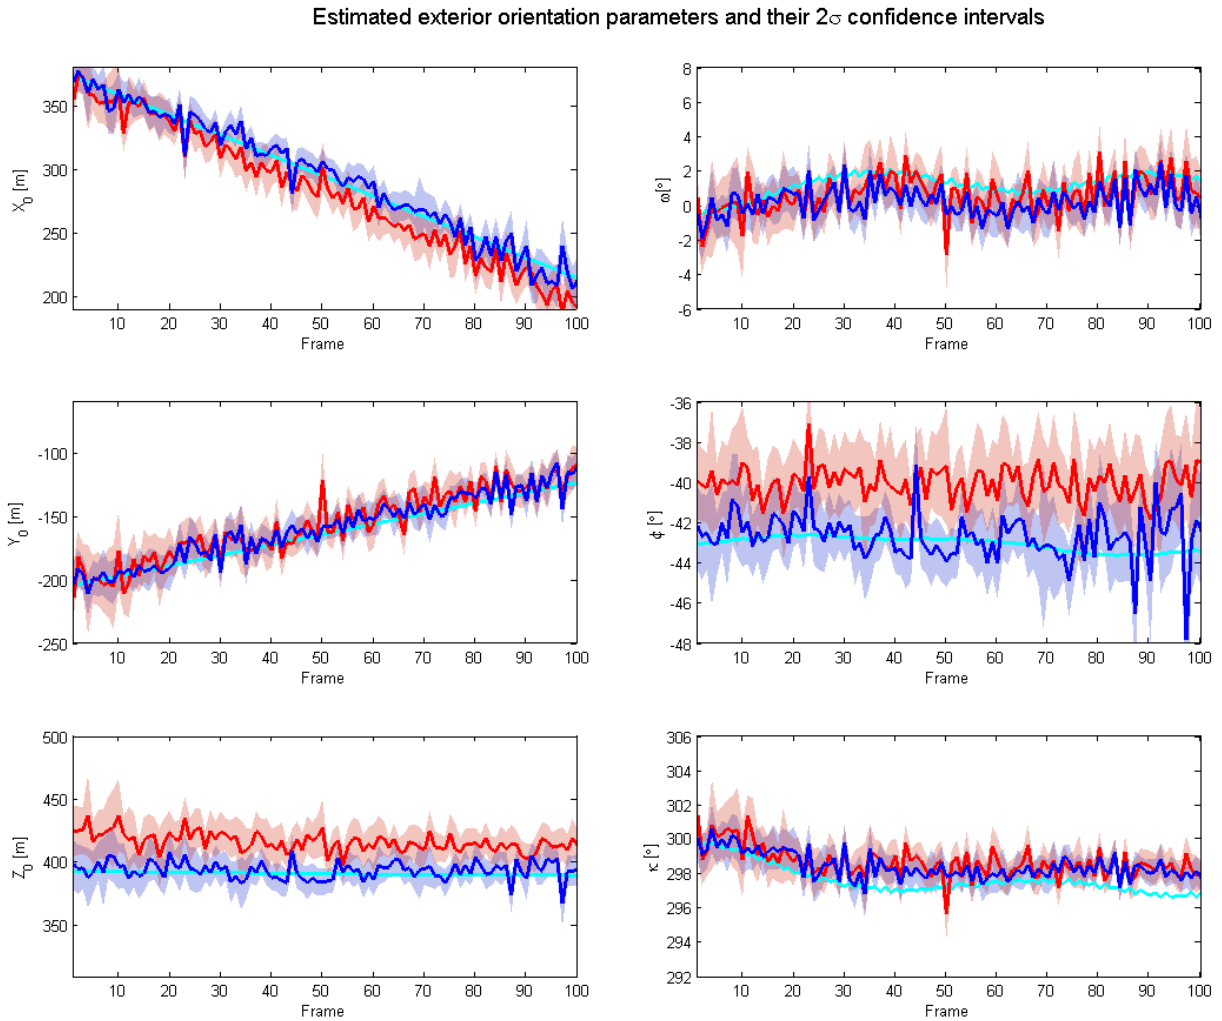 Estimated exterior orientation parameters and their 2σ confidence intervals
350
300
250
200
X₀ [m]
10 20 30 40 50 60 70 80 90 100
Frame
8
6
4
2
0
-2
-4
-6
ω[°]
10 20 30 40 50 60 70 80 90 100
Frame
-100
-150
-200
-250
Y₀ [m]
10 20 30 40 50 60 70 80 90 100
Frame
-36
-38
-40
-42
-44
-46
-48
ϕ [°]
10 20 30 40 50 60 70 80 90 100
Frame
500
450
400
350
Z₀ [m]
10 20 30 40 50 60 70 80 90 100
Frame
306
304
302
300
298
296
294
292
κ [°]
10 20 30 40 50 60 70 80 90 100
Frame